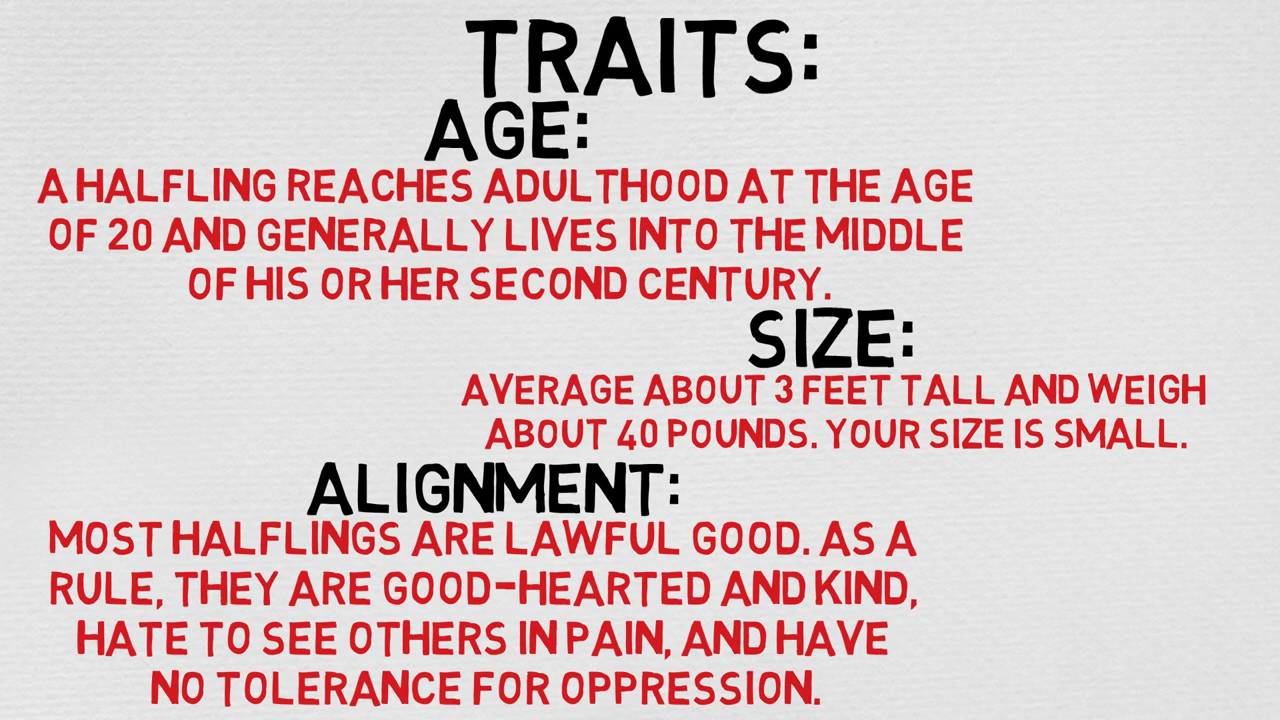 TRAITS:
AGE:
A HALFLING REACHES ADULTHOOD AT THE AGE
OF 20 AND GENERALLY LIVES INTO THE MIDDLE
OF HIS OR HER SECOND CENTURY.
SIZE:
AVERAGE ABOUT 3 FEET TALL AND WEIGH
ABOUT 40 POUNDS. YOUR SIZE IS SMALL.
ALIGNMENT:
MOST HALFLINGS ARE LAWFUL GOOD. AS A
RULE, THEY ARE GOOD-HEARTED AND KIND,
HATE TO SEE OTHERS IN PAIN, AND HAVE
NO TOLERANCE FOR OPPRESSION.